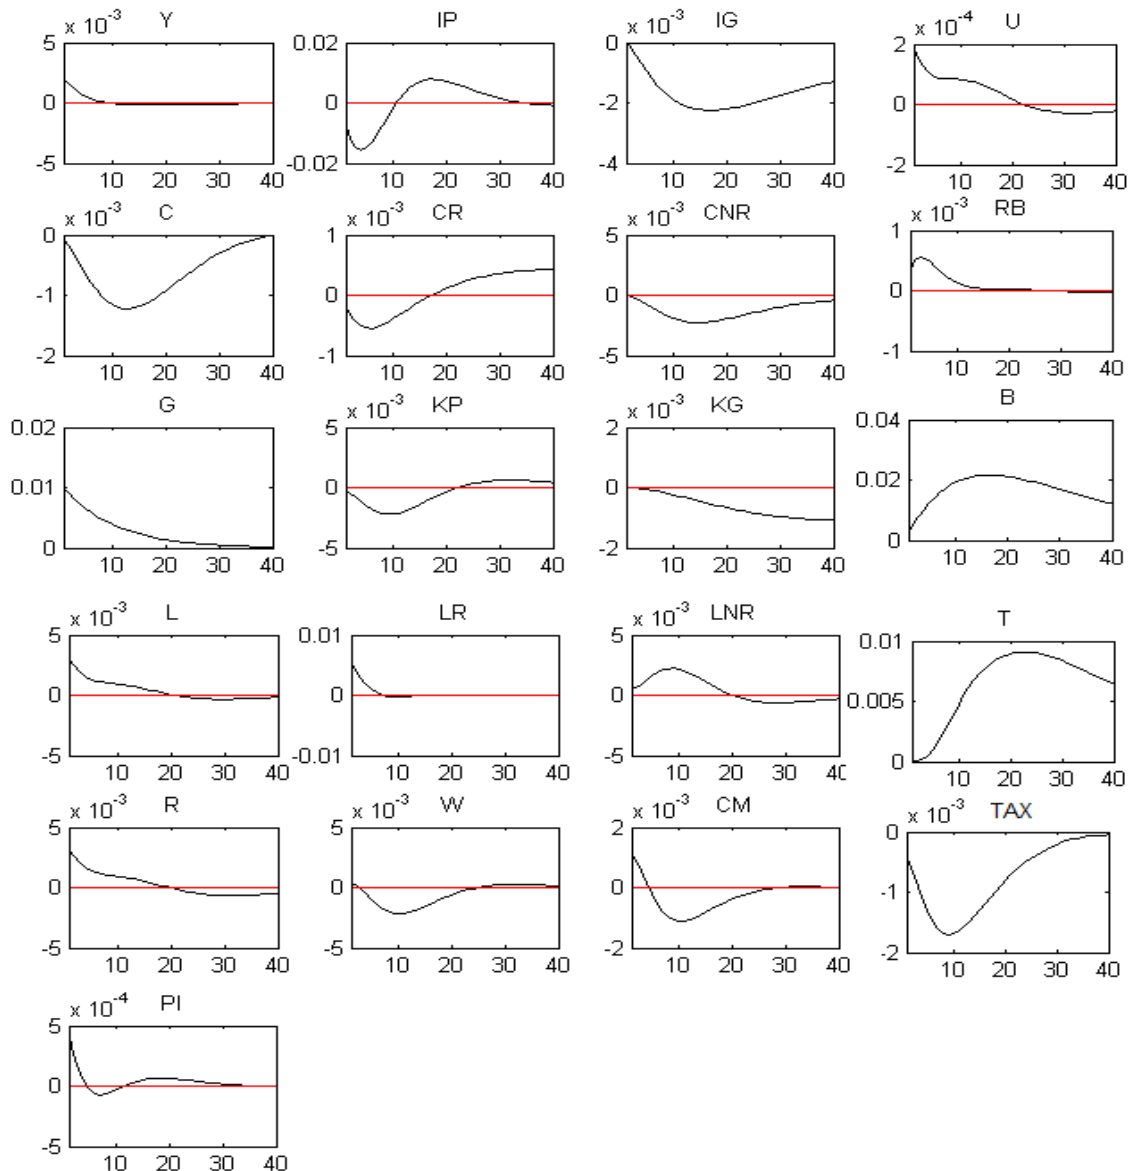 x 10⁻³ Y IP x 10⁻³ IG x 10⁻⁴ U
5 0.02 0 2
0 0 -2 0
-5 -0.02 -4 -2
10 20 30 40 10 20 30 40 10 20 30 40 10 20 30 40
x 10⁻³ C x 10⁻³ CR x 10⁻³ CNR x 10⁻³ RB
0 1 5 1
-1 0 0 0
-2 -1 -5 -1
10 20 30 40 10 20 30 40 10 20 30 40 10 20 30 40
G x 10⁻³ KP x 10⁻³ KG B
0.02 5 2 0.04
0.01 0 0 0.02
0 -5 -2 0
10 20 30 40 10 20 30 40 10 20 30 40 10 20 30 40
x 10⁻³ L LR x 10⁻³ LNR T
5 0.01 5 0.01
0 0 0 0.005
-5 -0.01 -5 0
10 20 30 40 10 20 30 40 10 20 30 40 10 20 30 40
x 10⁻³ R x 10⁻³ W x 10⁻³ CM x 10⁻³ TAX
5 5 2 0
0 0 0 -1
-5 -5 -2 -2
10 20 30 40 10 20 30 40 10 20 30 40 10 20 30 40
x 10⁻⁴ PI
5
0
-5
10 20 30 40